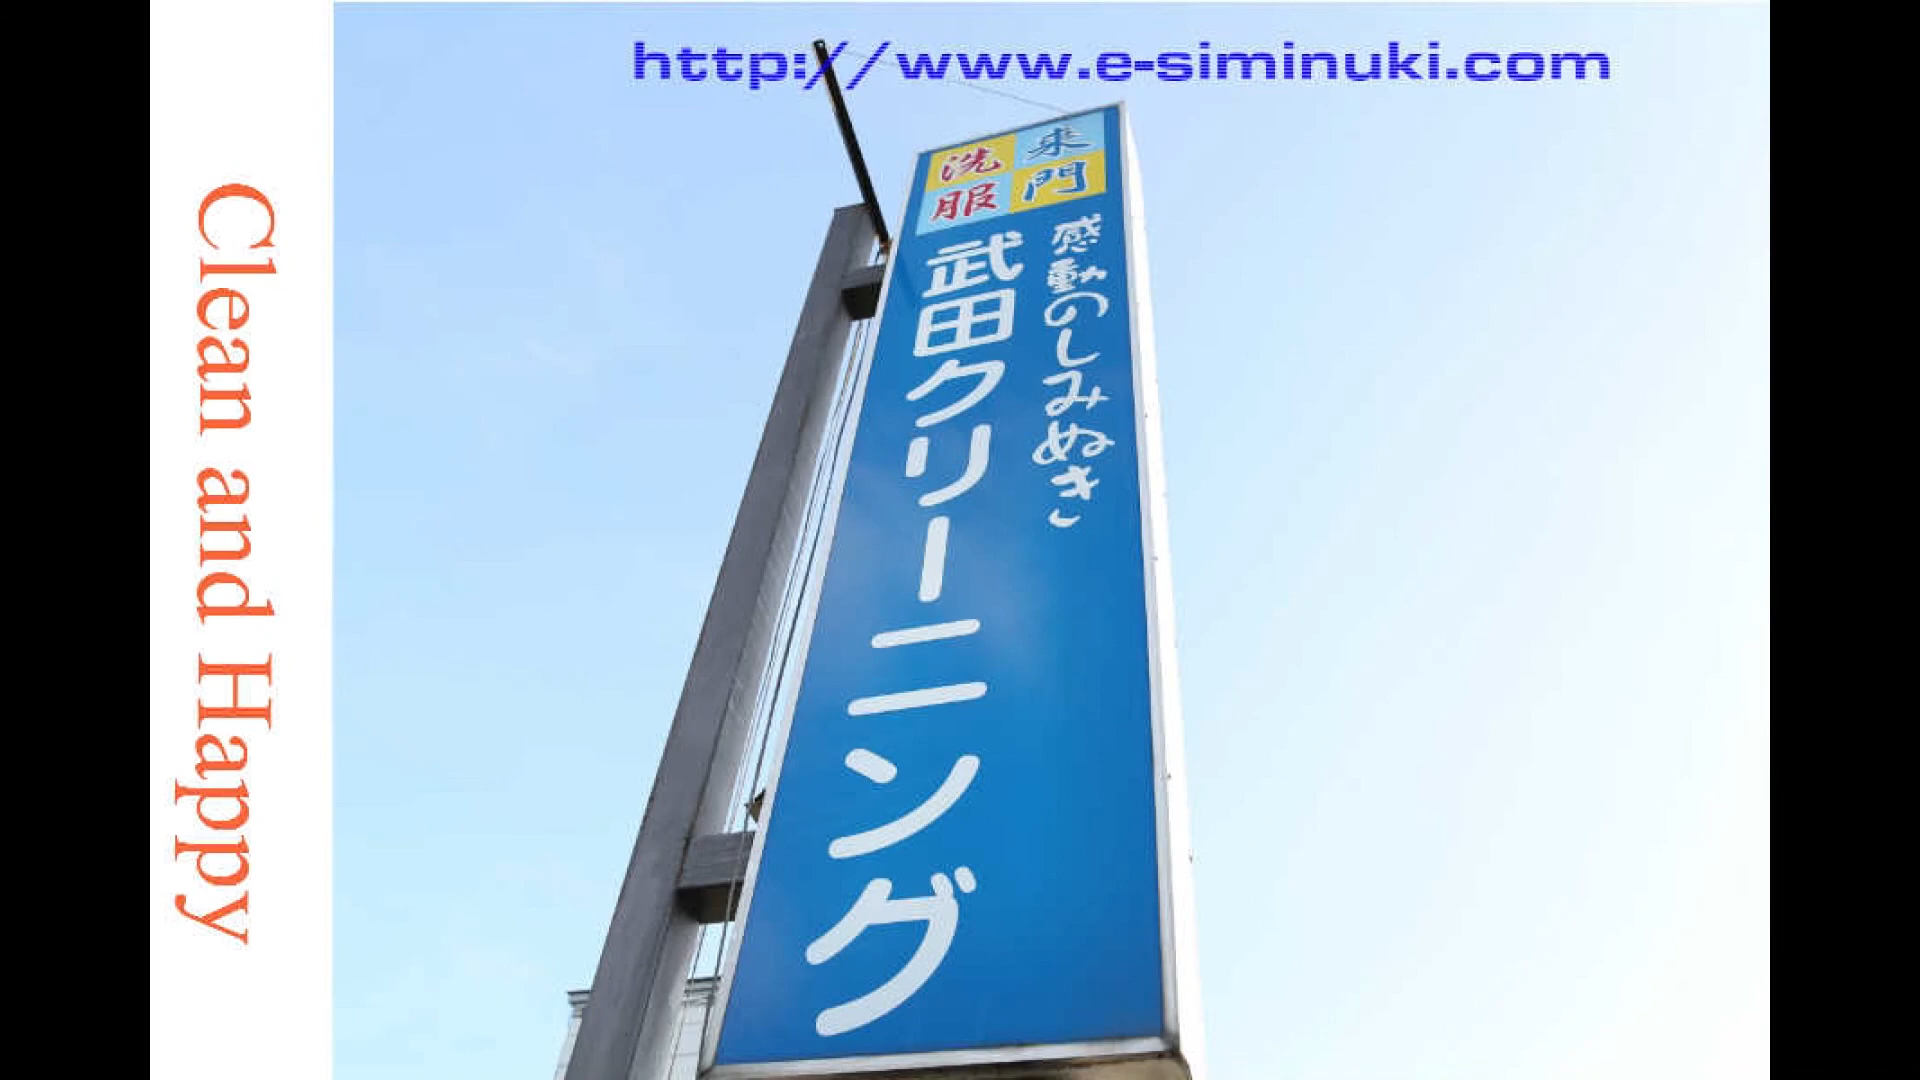 http://www.e-siminuki.com
Clean and Happy
洗服
来門
感動のしみぬき
武田クリーニング